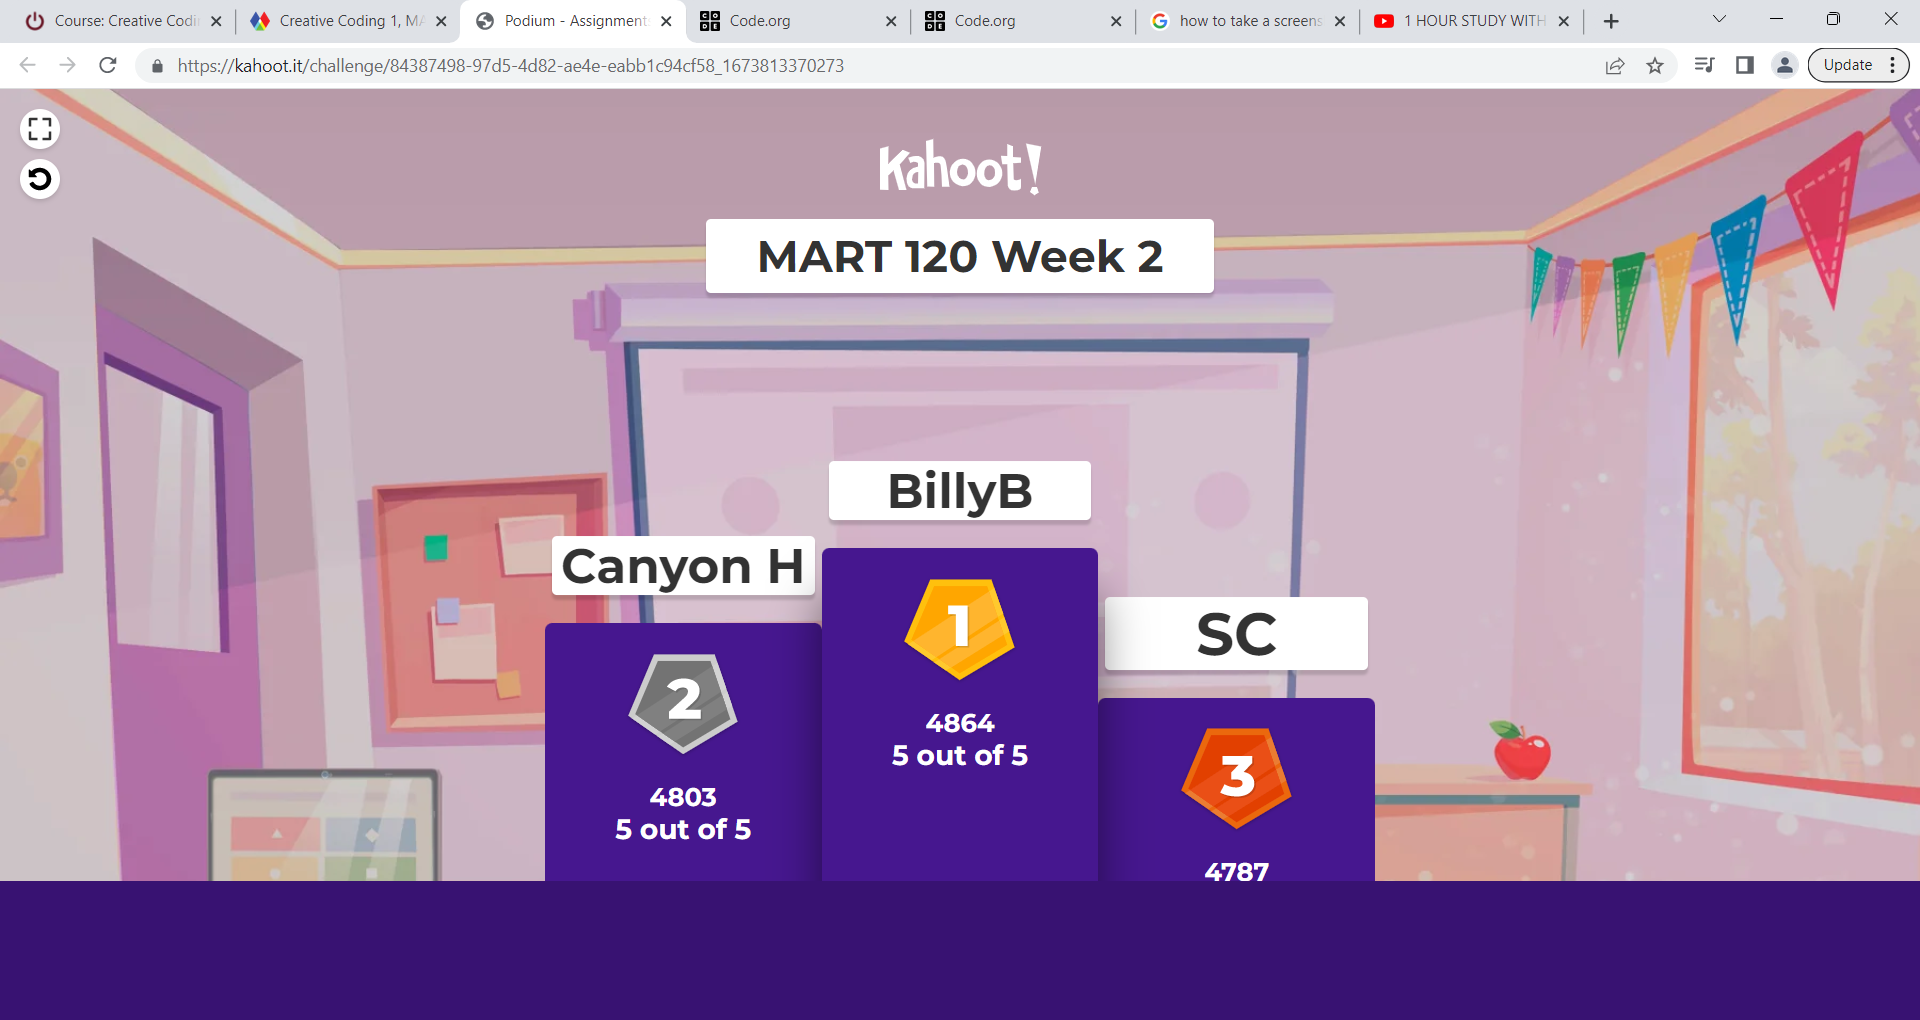 Course: Creative Codi
Creative Coding 1, MA
Podium - Assignment
Code.org
Code.org
how to take a screens
1 HOUR STUDY WITH
https://kahoot.it/challenge/84387498-97d5-4d82-ae4e-eabb1c94cf58_1673813370273
Update
Kahoot!
MART 120 Week 2
BillyB
Canyon H
SC
1
4864
5 out of 5
2
4803
5 out of 5
3
4787